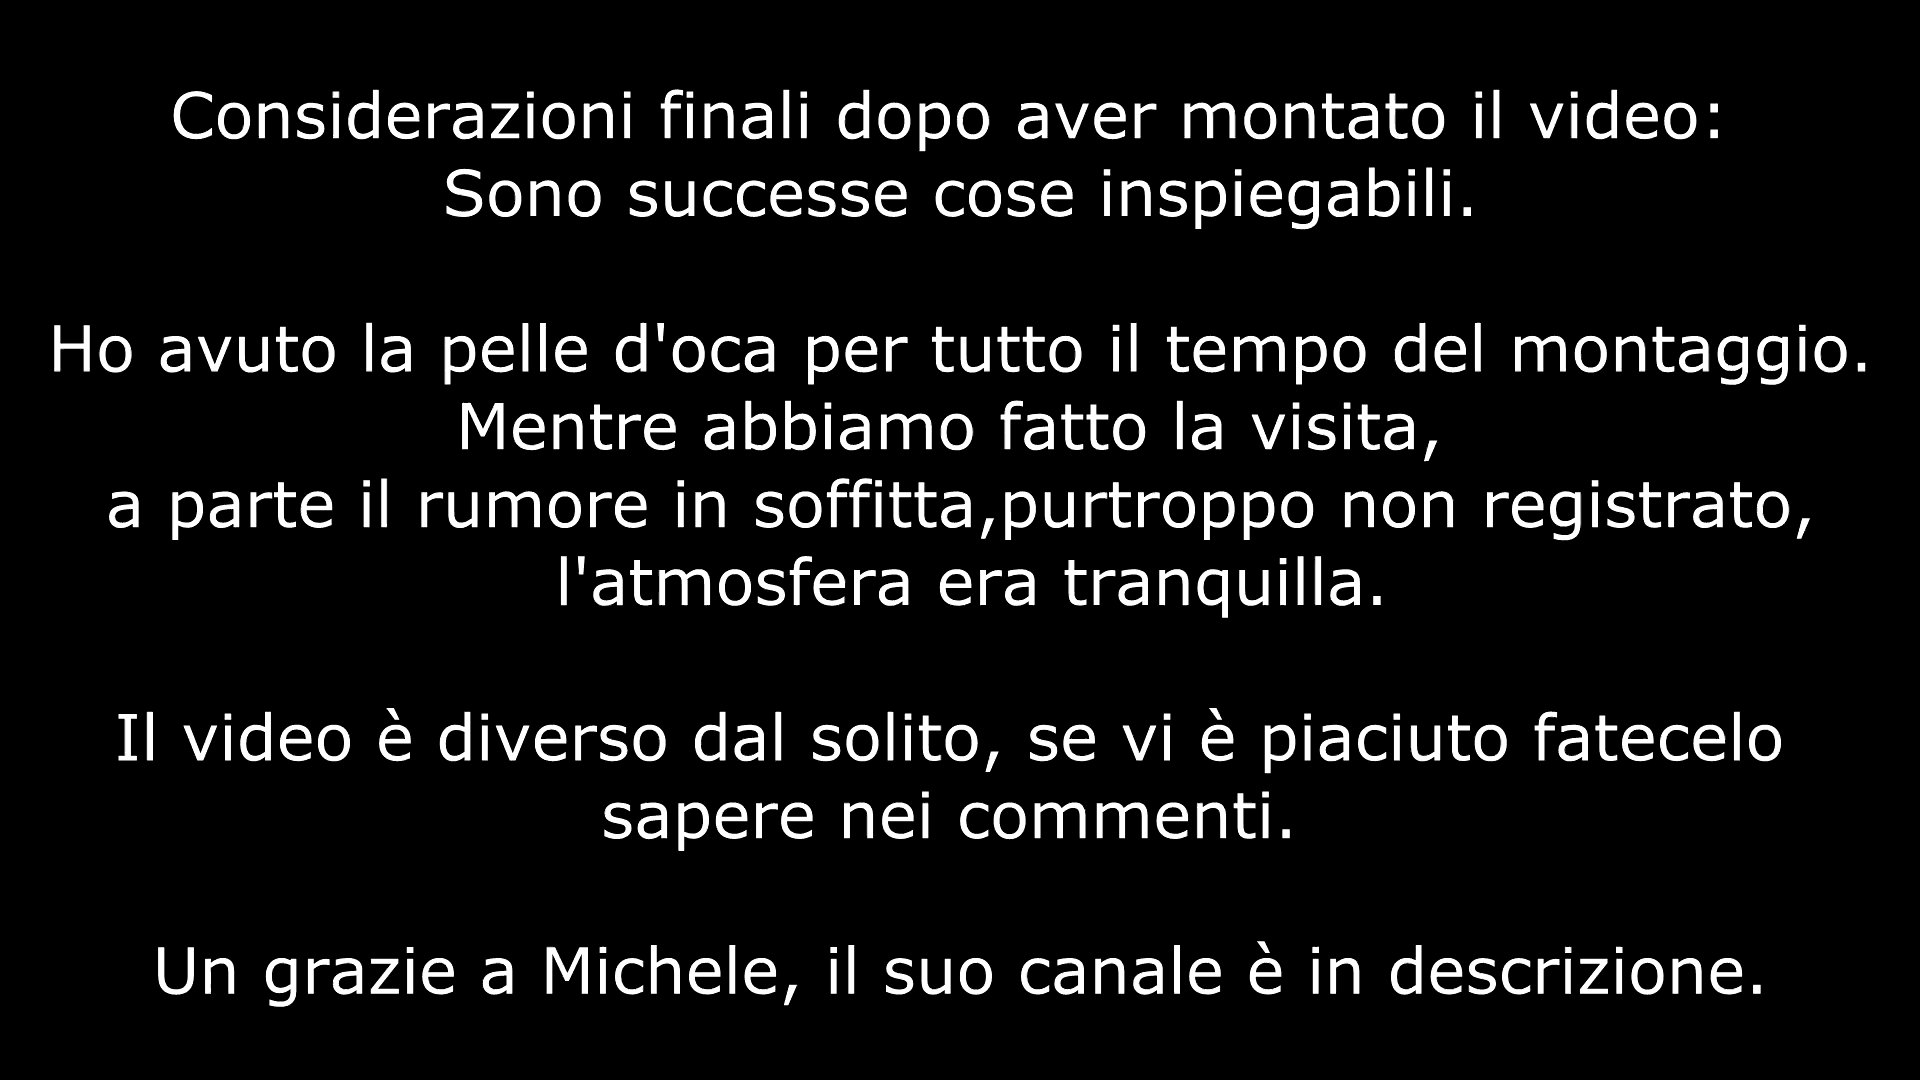 Considerazioni finali dopo aver montato il video:
Sono successe cose inspiegabili.
Ho avuto la pelle d'oca per tutto il tempo del montaggio.
Mentre abbiamo fatto la visita,
a parte il rumore in soffitta,purtroppo non registrato,
l'atmosfera era tranquilla.
Il video è diverso dal solito, se vi è piaciuto fatecelo
sapere nei commenti.
Un grazie a Michele, il suo canale è in descrizione.